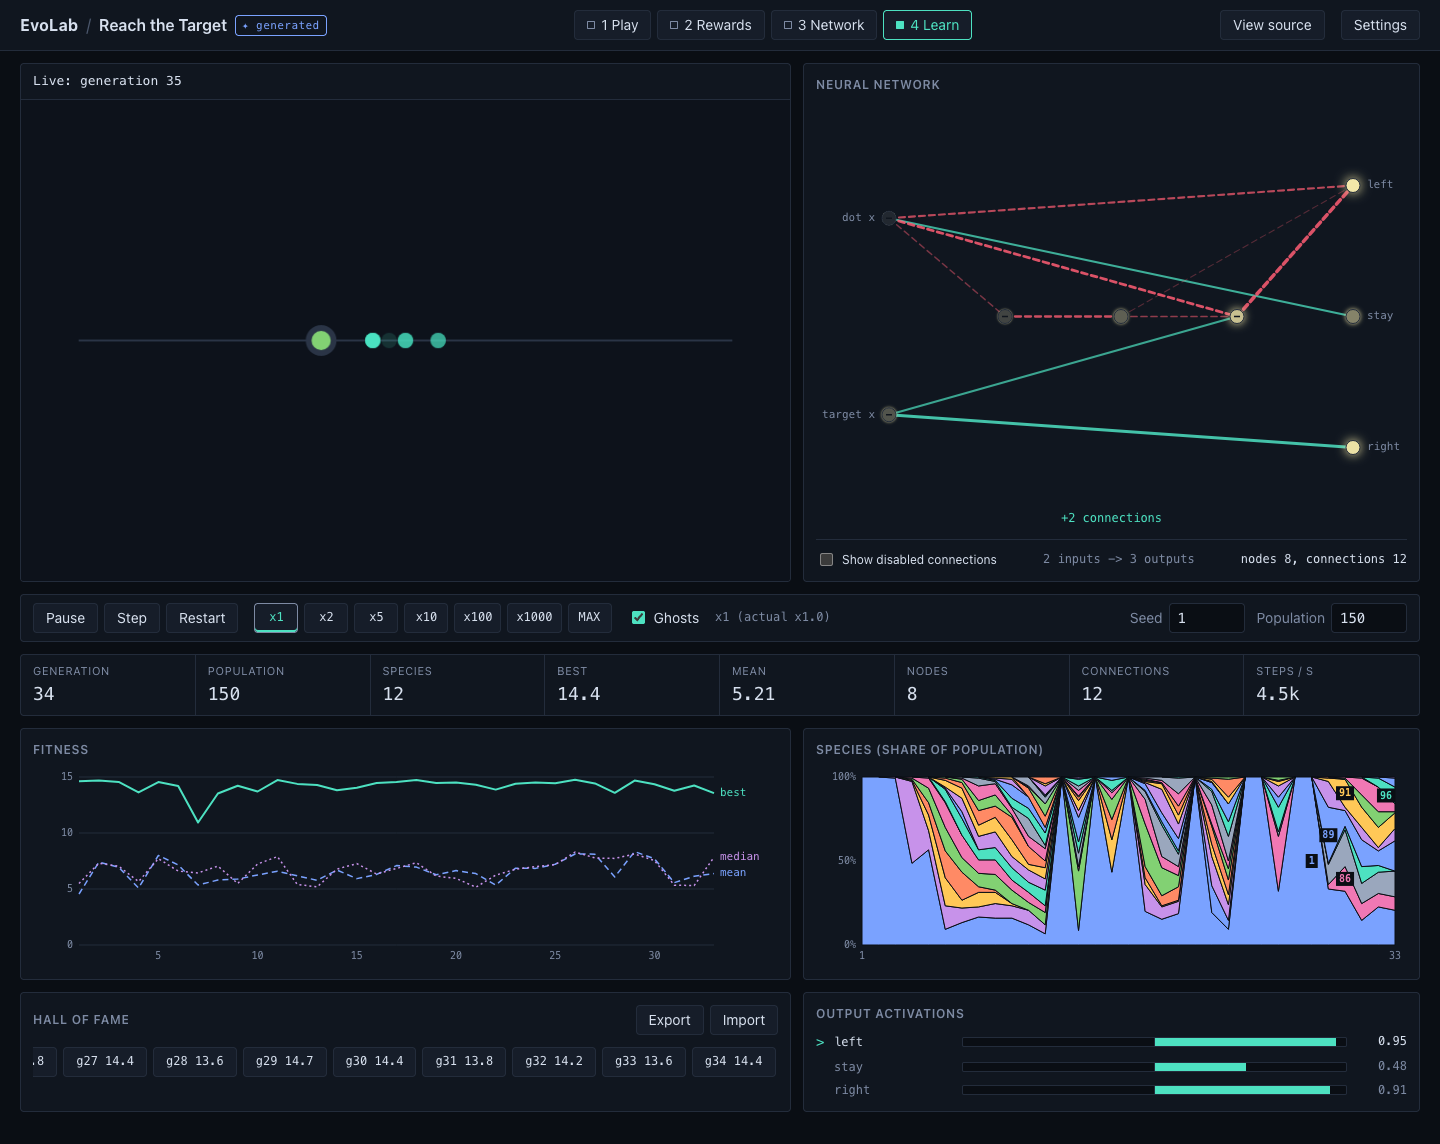 EvoLab / Reach the Target + generated
1 Play 2 Rewards 3 Network 4 Learn
View source Settings
Live: generation 35
NEURAL NETWORK
left
dot x
stay
target x
right
+2 connections
Show disabled connections 2 inputs -> 3 outputs nodes 8, connections 12
Pause Step Restart x1 x2 x5 x10 x100 x1000 MAX Ghosts x1 (actual x1.0) Seed 1 Population 150
GENERATION POPULATION SPECIES BEST MEAN NODES CONNECTIONS STEPS / S
34 150 12 14.4 5.21 8 12 4.5k
FITNESS
15
best
10
median
mean
5
0
5 10 15 20 25 30
SPECIES (SHARE OF POPULATION)
100%
91 96
89
50% 1
86
0%
1 33
HALL OF FAME Export Import
.8 g27 14.4 g28 13.6 g29 14.7 g30 14.4 g31 13.8 g32 14.2 g33 13.6 g34 14.4
OUTPUT ACTIVATIONS
> left 0.95
stay 0.48
right 0.91